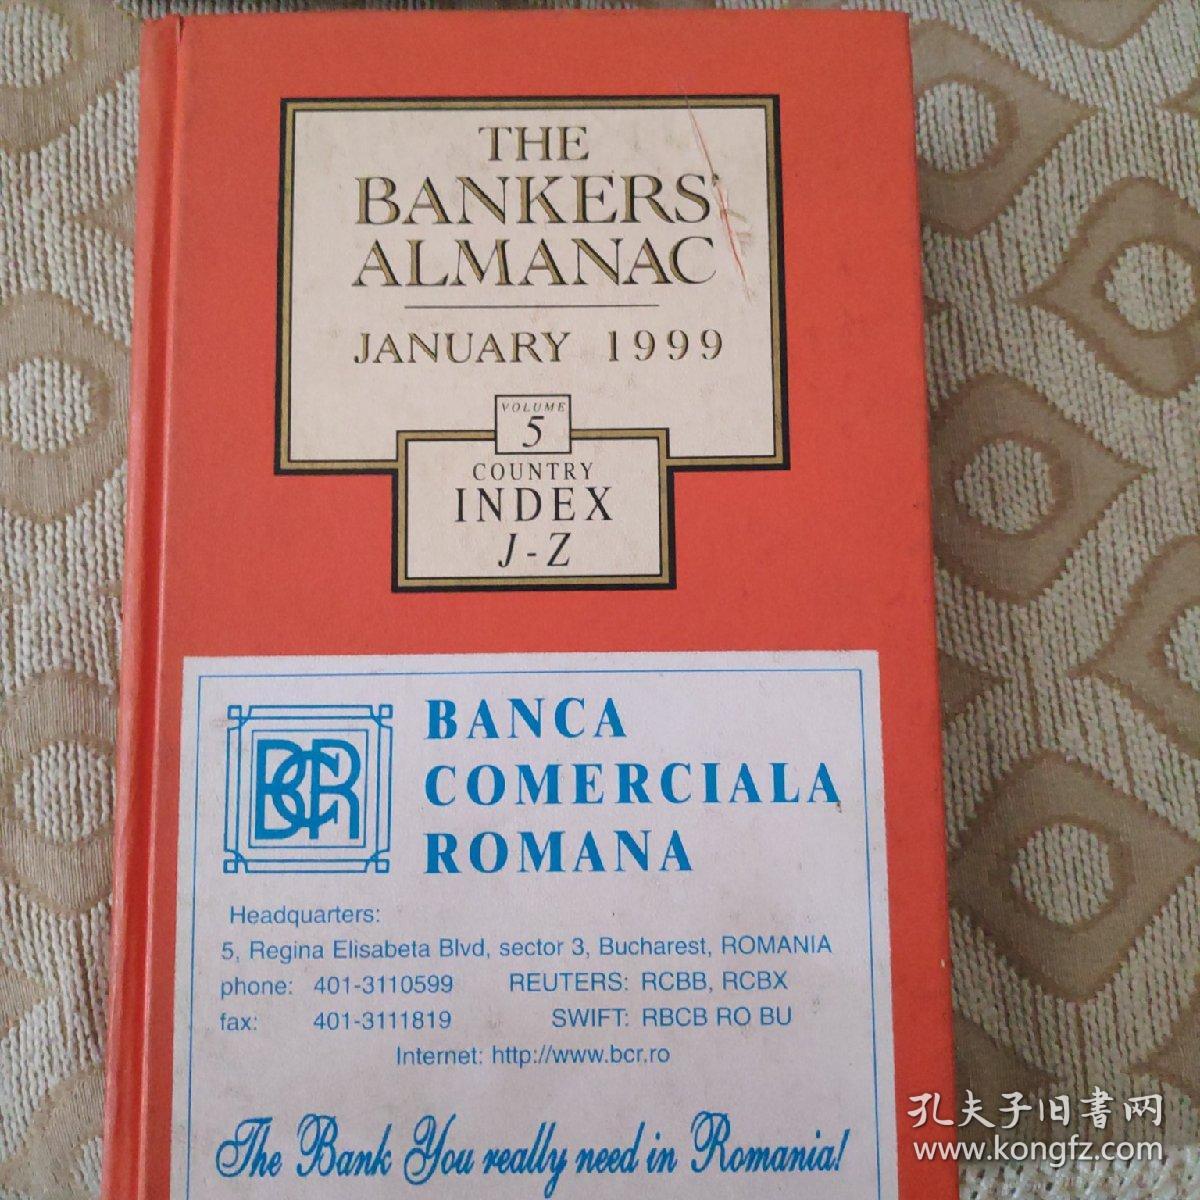 THE
BANKERS'
ALMANAC
JANUARY 1999
VOLUME
5
COUNTRY
INDEX
J-Z
BCR
BANCA
COMERCIALA
ROMANA
Headquarters:
5, Regina Elisabeta Blvd, sector 3, Bucharest, ROMANIA
phone: 401-3110599 REUTERS: RCBB, RCBX
fax: 401-3111819 SWIFT: RBCB RO BU
Internet: http://www.bcr.ro
The Bank You really need in Romania!
孔夫子旧書网
www.kongfz.com